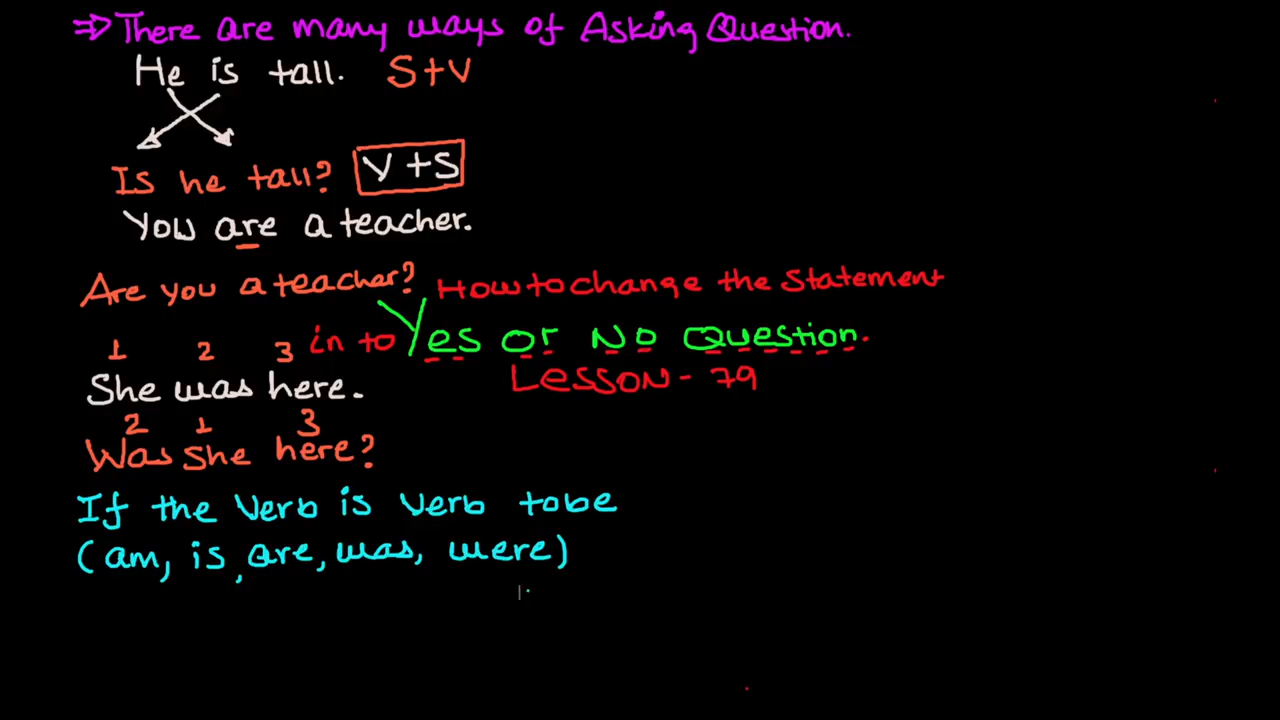 ⇒ There are many ways of Asking Question.
He is tall. S+V
Is he tall? V+S
You are a teacher.
Are you a teacher? How to change the Statement
in to Yes or No Question.
1 2 3
She was here. Lesson - 79
2 1 3
Was she here?
If the Verb is verb tobe
(am, is, are, was, were)